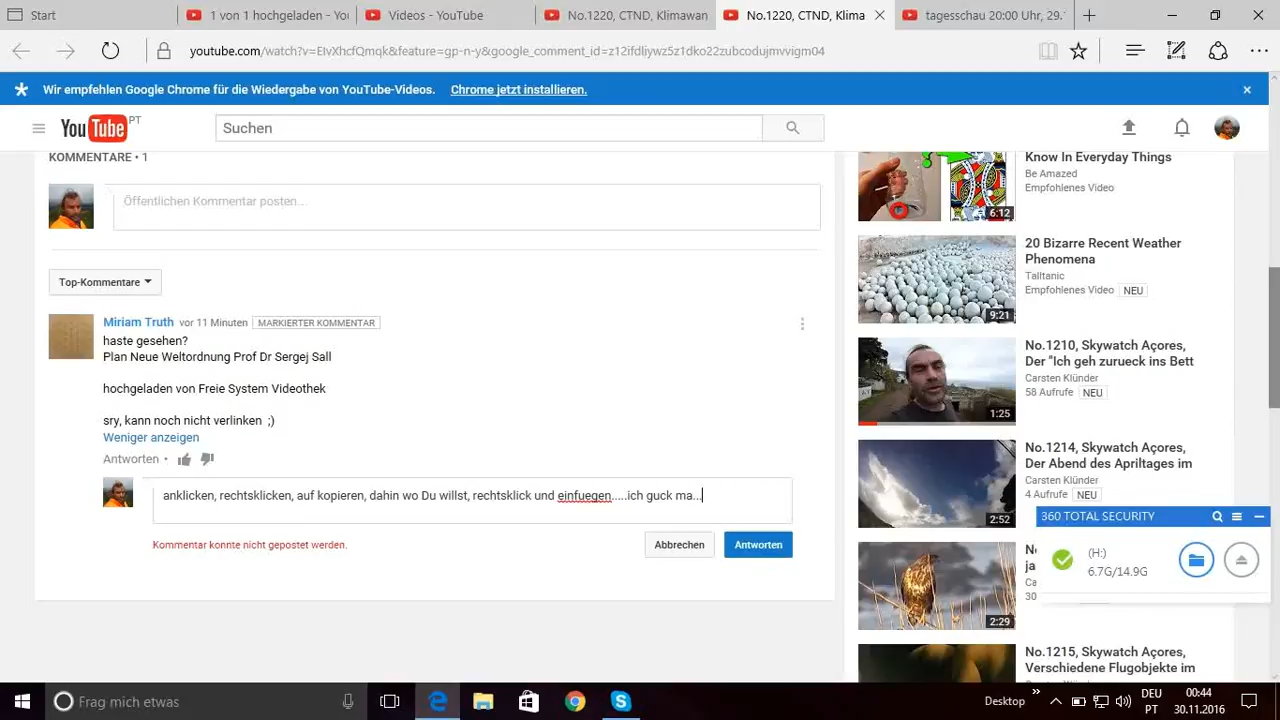 Start
1 von 1 hochgeladen - You
Videos - YouTube
No.1220, CTND, Klimawan
No.1220, CTND, Klima
tagesschau 20:00 Uhr, 29.
youtube.com/watch?v=EIvXhcfQmqk&feature=gp-n-y&google_comment_id=z12ifdljywz5z1dko22zubcodujmvvigm04
Wir empfehlen Google Chrome für die Wiedergabe von YouTube-Videos. Chrome jetzt installieren.
YouTube PT
Suchen
KOMMENTARE • 1
Öffentlichen Kommentar posten...
Top-Kommentare
Miriam Truth vor 11 Minuten MARKIERTER KOMMENTAR
haste gesehen?
Plan Neue Weltordnung Prof Dr Sergej Sall
hochgeladen von Freie System Videothek
sry, kann noch nicht verlinken ;)
Weniger anzeigen
Antworten •
anklicken, rechtsklicken, auf kopieren, dahin wo Du willst, rechtsklick und einfuegen.....ich guck ma...
Kommentar konnte nicht gepostet werden.
Abbrechen
Antworten
Know In Everyday Things
Be Amazed
Empfohlenes Video
6:12
20 Bizarre Recent Weather
Phenomena
Talltanic
Empfohlenes Video NEU
9:21
No.1210, Skywatch Açores,
Der "Ich geh zurueck ins Bett
Carsten Klünder
58 Aufrufe NEU
1:25
No.1214, Skywatch Açores,
Der Abend des Apriltages im
Carsten Klünder
4 Aufrufe NEU
2:52
360 TOTAL SECURITY
(H:)
6.7G/14.9G
30
2:29
No.1215, Skywatch Açores,
Verschiedene Flugobjekte im
Frag mich etwas
Desktop
DEU
PT
00:44
30.11.2016